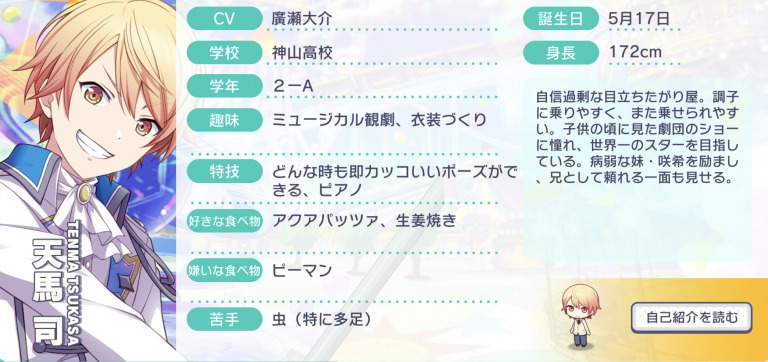 CV 廣瀬大介
学校 神山高校
学年 2ーA
趣味 ミュージカル観劇、衣装づくり
特技 どんな時も即カッコいいポーズがで
きる、ピアノ
好きな食べ物 アクアパッツァ、生姜焼き
嫌いな食べ物 ピーマン
苦手 虫（特に多足）
誕生日 5月17日
身長 172cm
自信過剰な目立ちたがり屋。調子
に乗りやすく、また乗せられやす
い。子供の頃に見た劇団のショー
に憧れ、世界一のスターを目指し
ている。病弱な妹・咲希を励まし
、兄として頼れる一面も見せる。
天馬 司
TENMA TSUKASA
自己紹介を読む